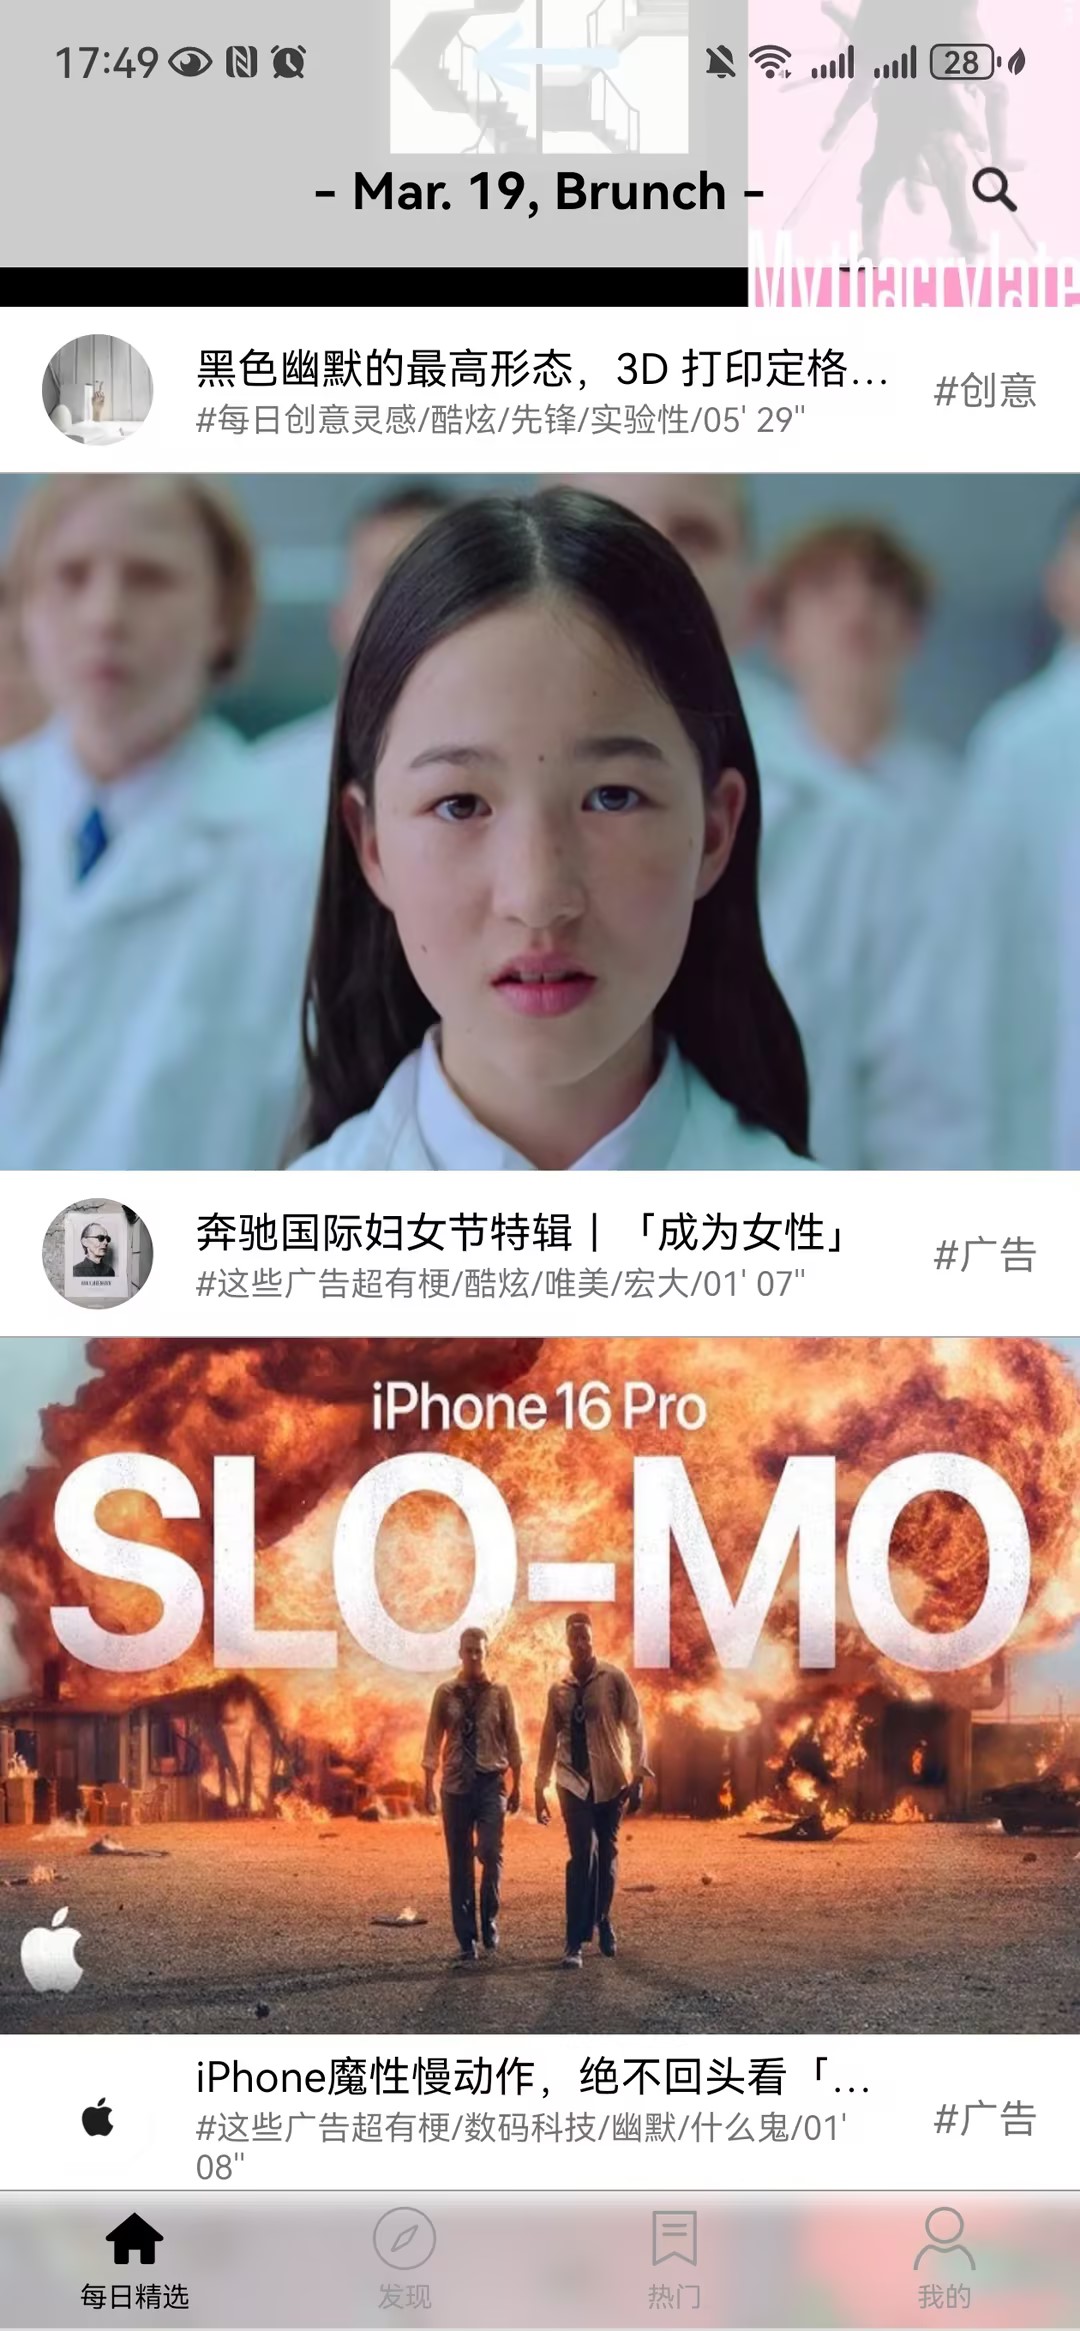 17:49
28
- Mar. 19, Brunch -
Mythacrylate
黑色幽默的最高形态，3D 打印定格...
#创意
#每日创意灵感/酷炫/先锋/实验性/05' 29"
奔驰国际妇女节特辑 | 「成为女性」
#广告
#这些广告超有梗/酷炫/唯美/宏大/01' 07"
iPhone 16 Pro
SLO-MO
iPhone魔性慢动作，绝不回头看「...
#广告
#这些广告超有梗/数码科技/幽默/什么鬼/01'
08"
每日精选
发现
热门
我的